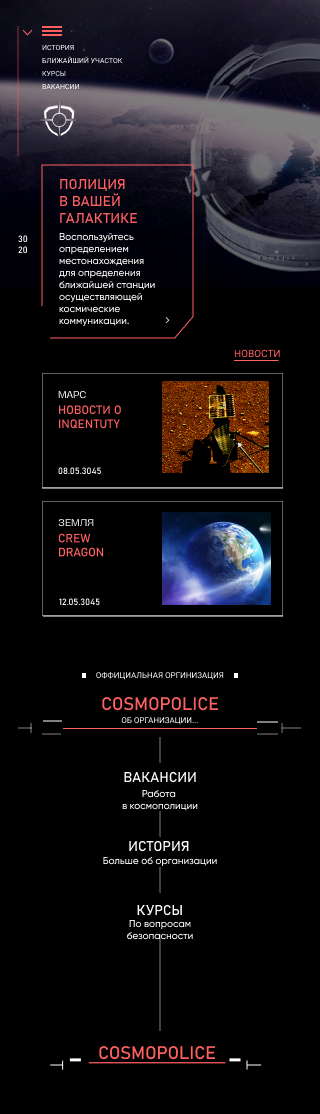 ИСТОРИЯ
БЛИЖАЙШИЙ УЧАСТОК
КУРСЫ
ВАКАНСИИ
ПОЛИЦИЯ
В ВАШЕЙ
ГАЛАКТИКЕ
Воспользуйтесь
определением
местонахождения
для определения
ближайшей станции
осуществляющей
космические
коммуникации.
30
20
НОВОСТИ
МАРС
НОВОСТИ О
INQENTUTY
08.05.3045
ЗЕМЛЯ
CREW
DRAGON
12.05.3045
ОФФИЦИАЛЬНАЯ ОРГИНИЗАЦИЯ
COSMOPOLICE
ОБ ОРГАНИЗАЦИИ...
ВАКАНСИИ
Работа
в космополиции
ИСТОРИЯ
Больше об организации
КУРСЫ
По вопросам
безопасности
COSMOPOLICE